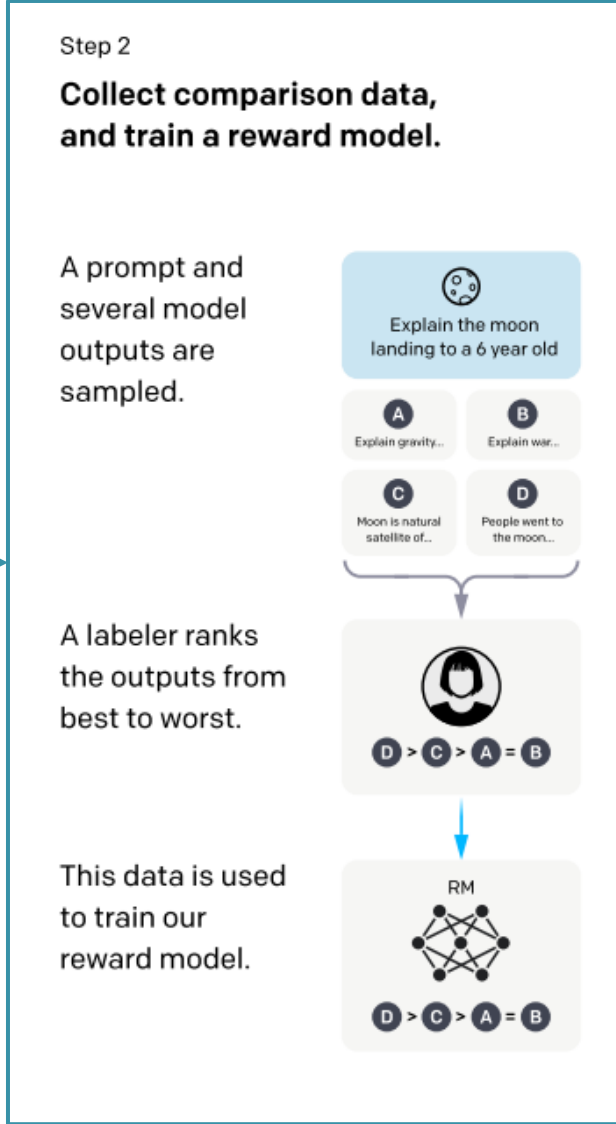 Step 2
Collect comparison data,
and train a reward model.
A prompt and
several model
outputs are
sampled.
Explain the moon
landing to a 6 year old
A
Explain gravity...
B
Explain war...
C
Moon is natural
satellite of...
D
People went to
the moon...
A labeler ranks
the outputs from
best to worst.
D > C > A = B
This data is used
to train our
reward model.
RM
D > C > A = B